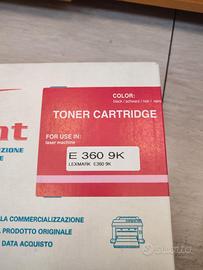 COLOR:
black / schwarz / noir / nero
TONER CARTRIDGE
FOR USE IN:
laser machine
E 360 9K
LEXMARK E360 9K
nt
ZIONE
LA COMMERCIALIZZAZIONE
PRODOTTO ORIGINALE
DATA ACQUISTO
subito